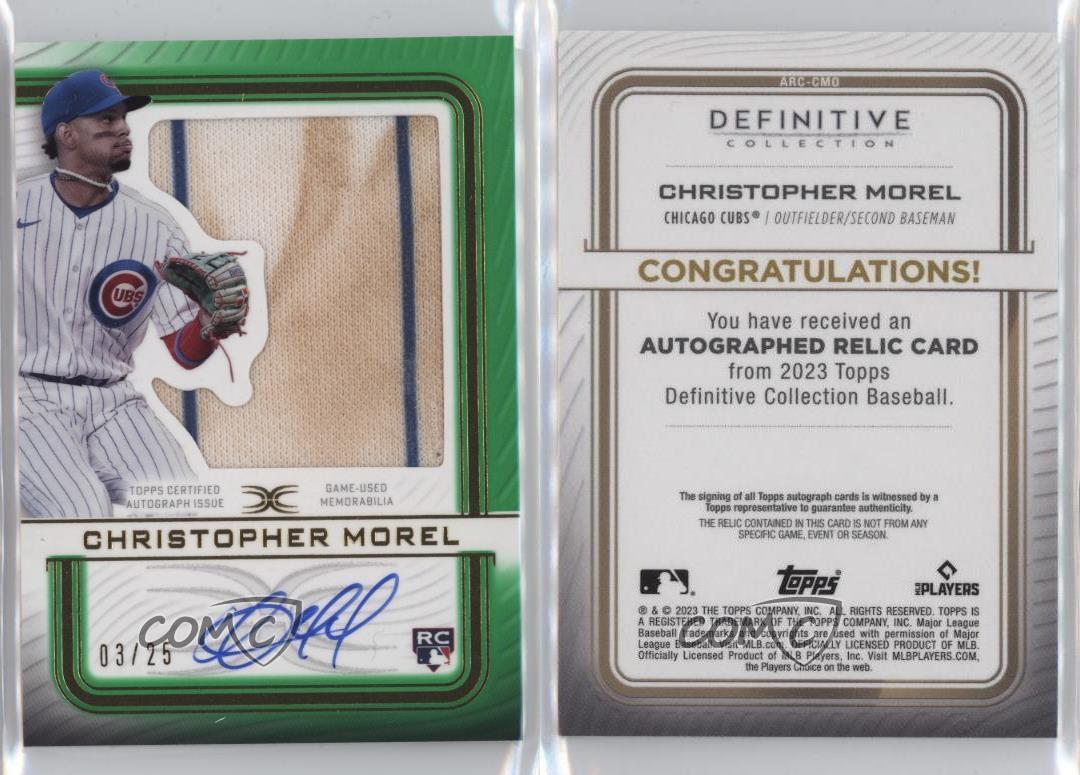 CUBS
TOPPS CERTIFIED
AUTOGRAPH ISSUE
GAME-USED
MEMORABILIA
CHRISTOPHER MOREL
03/25
COMC
RC
ARC-CMO
DEFINITIVE
COLLECTION
CHRISTOPHER MOREL
CHICAGO CUBS® | OUTFIELDER/SECOND BASEMAN
CONGRATULATIONS!
You have received an
AUTOGRAPHED RELIC CARD
from 2023 Topps
Definitive Collection Baseball.
The signing of all Topps autograph cards is witnessed by a
Topps representative to guarantee authenticity.
THE RELIC CONTAINED IN THIS CARD IS NOT FROM ANY
SPECIFIC GAME, EVENT OR SEASON.
Topps
MLB PLAYERS
® & © 2023 THE TOPPS COMPANY, INC. ALL RIGHTS RESERVED. TOPPS IS
A REGISTERED TRADEMARK OF THE TOPPS COMPANY, INC. Major League
Baseball trademarks and copyrights are used with permission of Major
League Baseball. Visit MLB.com. OFFICIALLY LICENSED PRODUCT OF MLB.
Officially Licensed Product of MLB Players, Inc. Visit MLBPLAYERS.COM,
the Players Choice on the web.
COMC